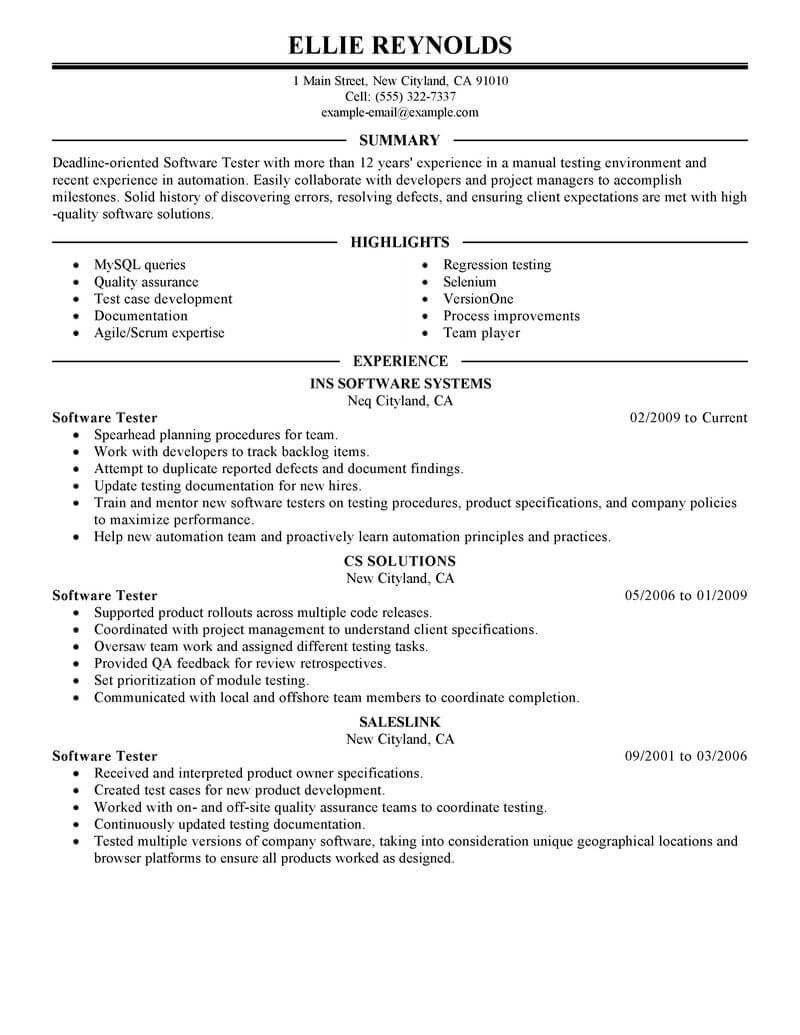 ELLIE REYNOLDS
1 Main Street, New Cityland, CA 91010
Cell: (555) 322-7337
example-email@example.com
SUMMARY
Deadline-oriented Software Tester with more than 12 years' experience in a manual testing environment and
recent experience in automation. Easily collaborate with developers and project managers to accomplish
milestones. Solid history of discovering errors, resolving defects, and ensuring client expectations are met with high
-quality software solutions.
HIGHLIGHTS
• MySQL queries
• Quality assurance
• Test case development
• Documentation
• Agile/Scrum expertise
• Regression testing
• Selenium
• VersionOne
• Process improvements
• Team player
EXPERIENCE
INS SOFTWARE SYSTEMS
Neq Cityland, CA
Software Tester 02/2009 to Current
• Spearhead planning procedures for team.
• Work with developers to track backlog items.
• Attempt to duplicate reported defects and document findings.
• Update testing documentation for new hires.
• Train and mentor new software testers on testing procedures, product specifications, and company policies
to maximize performance.
• Help new automation team and proactively learn automation principles and practices.
CS SOLUTIONS
New Cityland, CA
Software Tester 05/2006 to 01/2009
• Supported product rollouts across multiple code releases.
• Coordinated with project management to understand client specifications.
• Oversaw team work and assigned different testing tasks.
• Provided QA feedback for review retrospectives.
• Set prioritization of module testing.
• Communicated with local and offshore team members to coordinate completion.
SALESLINK
New Cityland, CA
Software Tester 09/2001 to 03/2006
• Received and interpreted product owner specifications.
• Created test cases for new product development.
• Worked with on- and off-site quality assurance teams to coordinate testing.
• Continuously updated testing documentation.
• Tested multiple versions of company software, taking into consideration unique geographical locations and
browser platforms to ensure all products worked as designed.